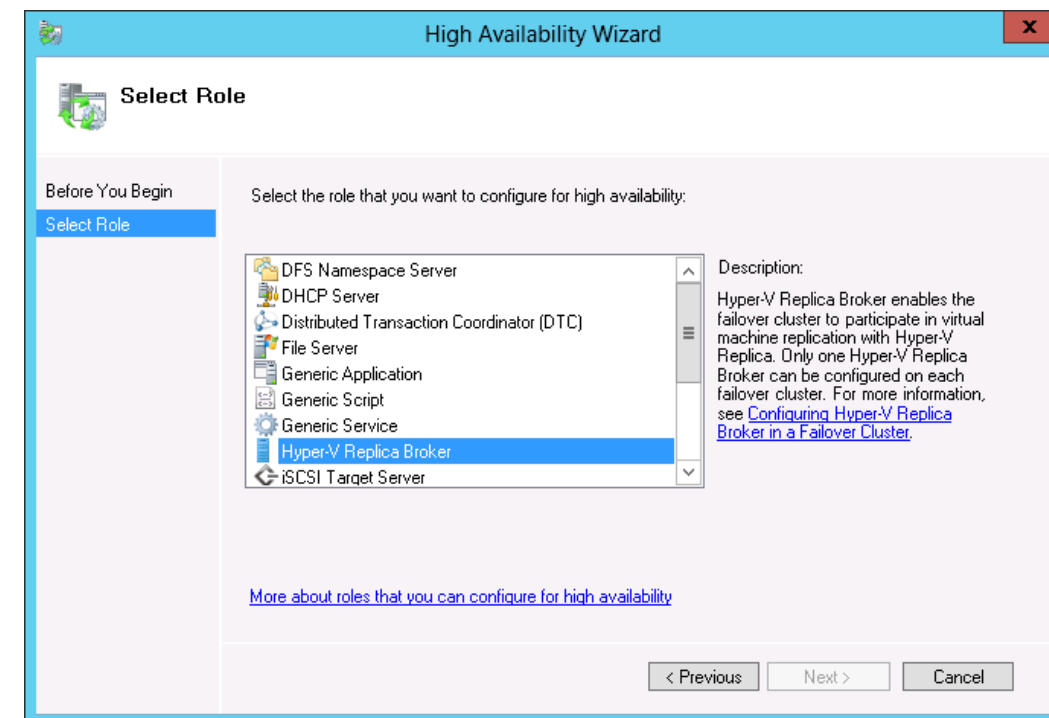 High Availability Wizard
x
Select Role
Before You Begin
Select Role
Select the role that you want to configure for high availability:
DFS Namespace Server
DHCP Server
Distributed Transaction Coordinator (DTC)
File Server
Generic Application
Generic Script
Generic Service
Hyper-V Replica Broker
iSCSI Target Server
Description:
Hyper-V Replica Broker enables the
failover cluster to participate in virtual
machine replication with Hyper-V
Replica. Only one Hyper-V Replica
Broker can be configured on each
failover cluster. For more information,
see Configuring Hyper-V Replica
Broker in a Failover Cluster.
More about roles that you can configure for high availability
< Previous
Next >
Cancel